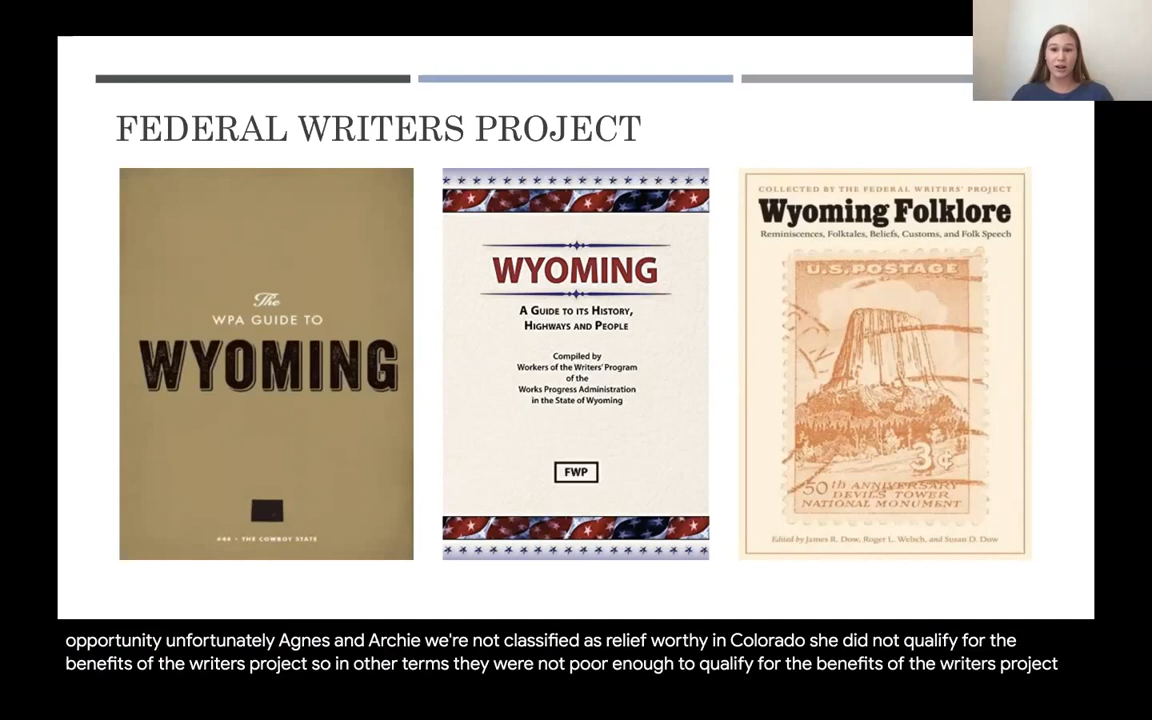 FEDERAL WRITERS PROJECT
The
WPA GUIDE TO
WYOMING
#44 • THE COWBOY STATE
WYOMING
A GUIDE TO ITS HISTORY,
HIGHWAYS AND PEOPLE
Compiled by
Workers of the Writers' Program
of the
Works Progress Administration
in the State of Wyoming
FWP
COLLECTED BY THE FEDERAL WRITERS' PROJECT
Wyoming Folklore
Reminiscences, Folktales, Beliefs, Customs, and Folk Speech
U.S. POSTAGE
3¢
50th ANNIVERSARY
DEVILS TOWER
NATIONAL MONUMENT
Edited by James R. Dow, Roger L. Welsch, and Susan D. Dow
opportunity unfortunately Agnes and Archie we're not classified as relief worthy in Colorado she did not qualify for the
benefits of the writers project so in other terms they were not poor enough to qualify for the benefits of the writers project